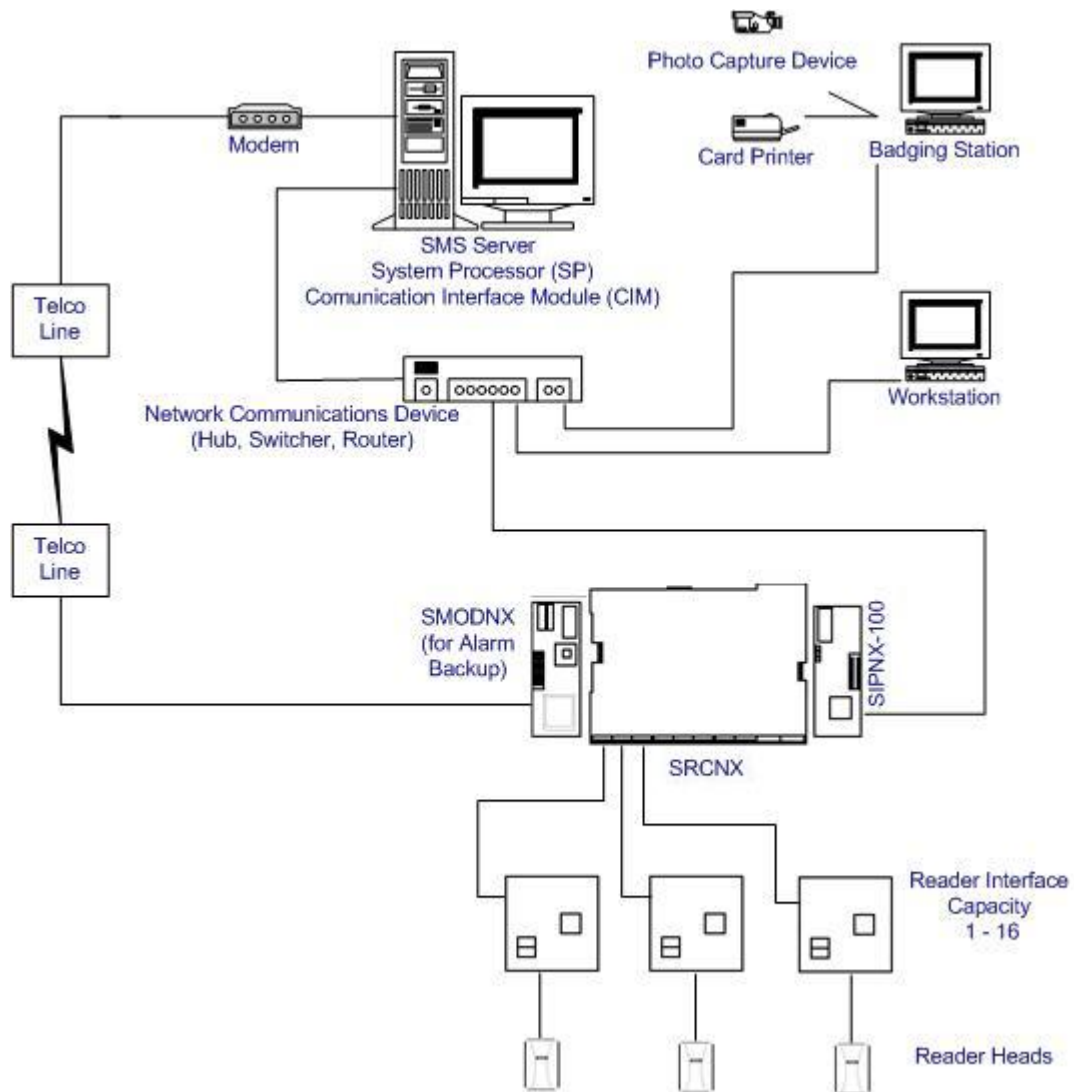 Photo Capture Device
Modem
Card Printer
Badging Station
SMS Server
System Processor (SP)
Comunication Interface Module (CIM)
Telco
Line
Workstation
Network Communications Device
(Hub, Switcher, Router)
Telco
Line
SMODNX
(for Alarm
Backup)
SIPNX-100
SRCNX
Reader Interface
Capacity
1 - 16
Reader Heads